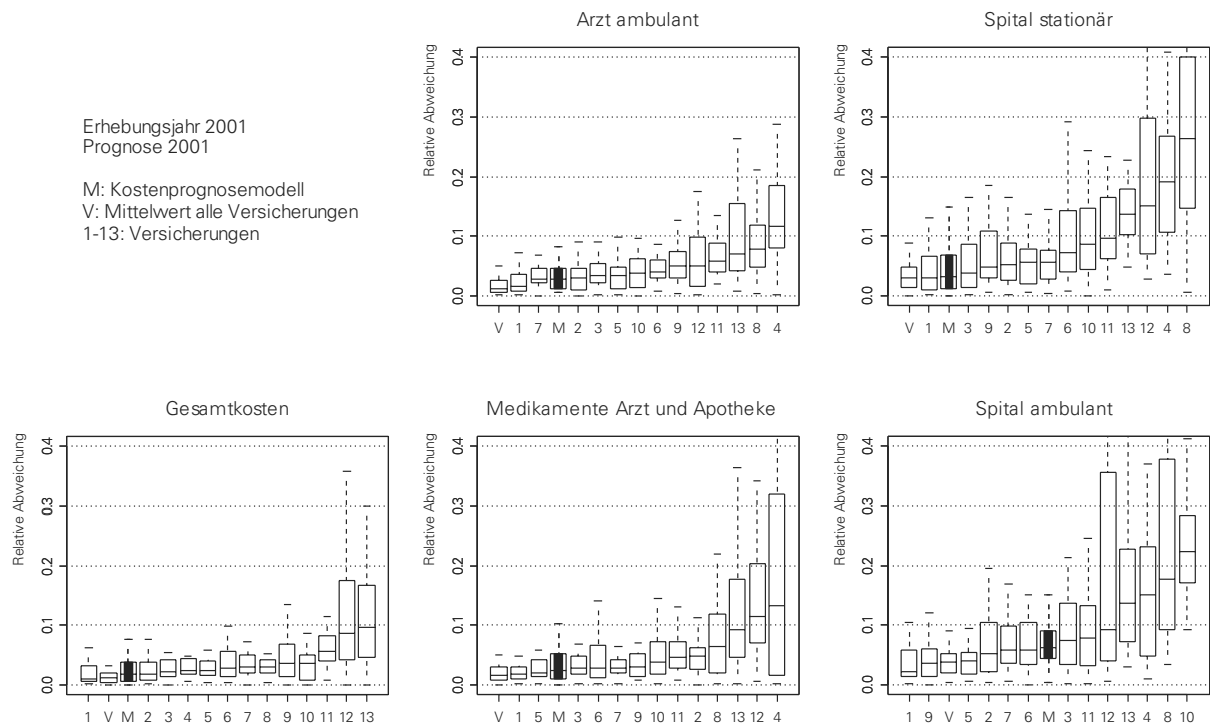 Erhebungsjahr 2001
Prognose 2001
M: Kostenprognosemodell
V: Mittelwert alle Versicherungen
1-13: Versicherungen
Arzt ambulant
Relative Abweichung
0.4
0.3
0.2
0.1
0.0
V 1 7 M 2 3 5 10 6 9 12 11 13 8 4
Spital stationär
Relative Abweichung
0.4
0.3
0.2
0.1
0.0
V 1 M 3 9 2 5 7 6 10 11 13 12 4 8
Gesamtkosten
Relative Abweichung
0.4
0.3
0.2
0.1
0.0
1 V M 2 3 4 5 6 7 8 9 10 11 12 13
Medikamente Arzt und Apotheke
Relative Abweichung
0.4
0.3
0.2
0.1
0.0
V 1 5 M 3 6 7 9 10 11 2 8 13 12 4
Spital ambulant
Relative Abweichung
0.4
0.3
0.2
0.1
0.0
1 9 V 5 2 7 6 M 3 11 12 13 4 8 10